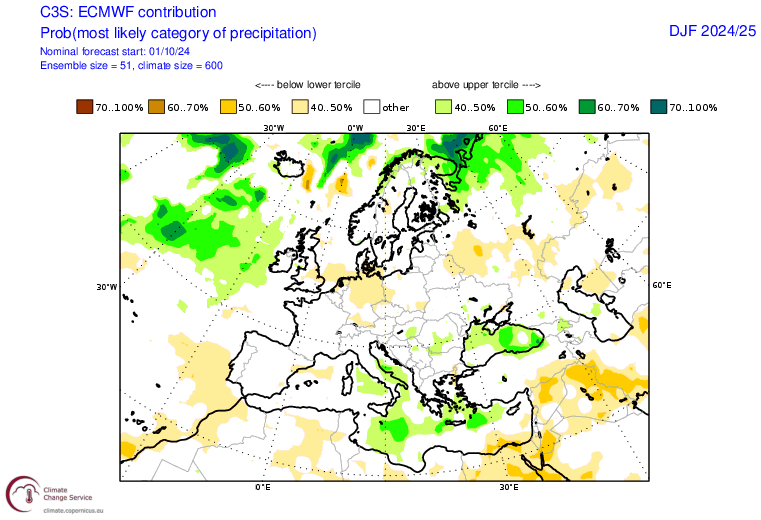 C3S: ECMWF contribution
Prob(most likely category of precipitation)
DJF 2024/25
Nominal forecast start: 01/10/24
Ensemble size = 51, climate size = 600
<---- below lower tercile
above upper tercile ---->
70..100% 60..70% 50..60% 40..50% other 40..50% 50..60% 60..70% 70..100%
30°W 0°W 30°E 60°E
30°W
60°E
0°E 30°E
Climate
Change Service
climate.copernicus.eu